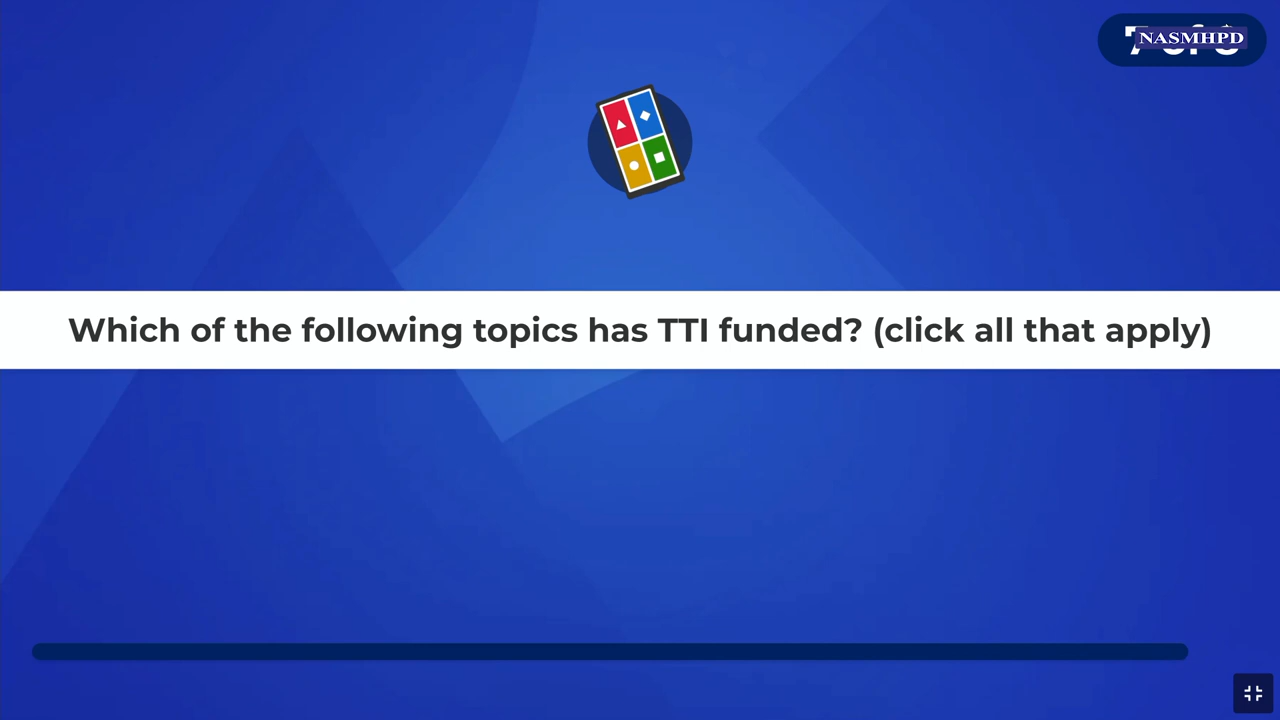 NASMHPD
Which of the following topics has TTI funded? (click all that apply)